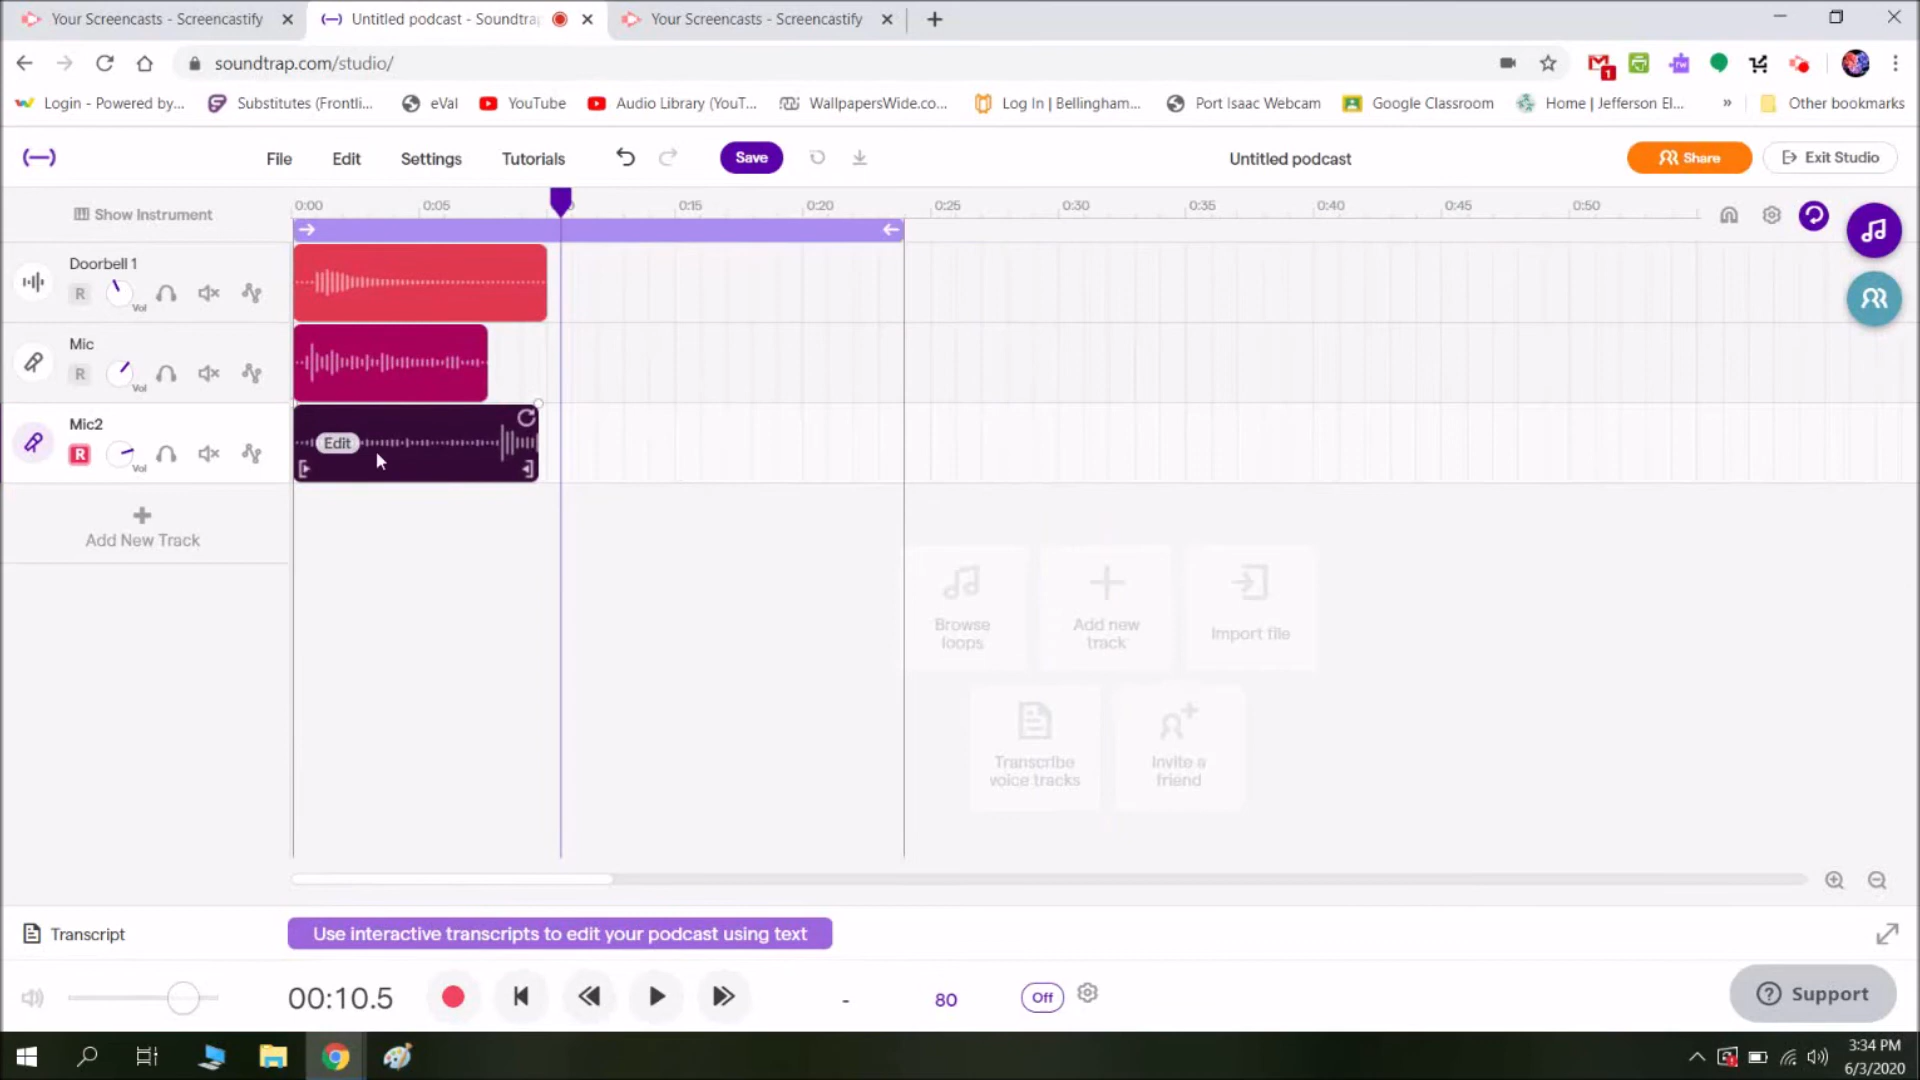 Your Screencasts - Screencastify
Untitled podcast - Soundtra
Your Screencasts - Screencastify
soundtrap.com/studio/
1
Login - Powered by...
Substitutes (Frontli...
eVal
YouTube
Audio Library (YouT...
WallpapersWide.co...
Log In | Bellingham...
Port Isaac Webcam
Google Classroom
Home | Jefferson El...
»
Other bookmarks
File
Edit
Settings
Tutorials
Save
Untitled podcast
Share
Exit Studio
Show Instrument
0:00
0:05
0:15
0:20
0:25
0:30
0:35
0:40
0:45
0:50
Doorbell 1
R
Vol
Mic
R
Vol
Mic2
R
Vol
Edit
Add New Track
Browse loops
Add new track
Import file
Transcribe voice tracks
Invite a friend
Transcript
Use interactive transcripts to edit your podcast using text
00:10.5
-
80
Off
Support
3:34 PM
6/3/2020